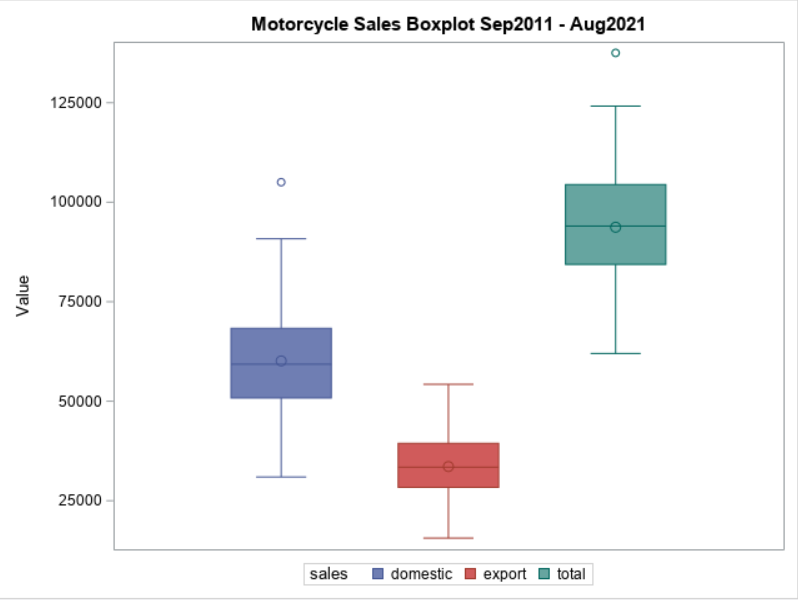 Motorcycle Sales Boxplot Sep2011 - Aug2021
125000
100000
75000
50000
25000
Value
sales domestic export total